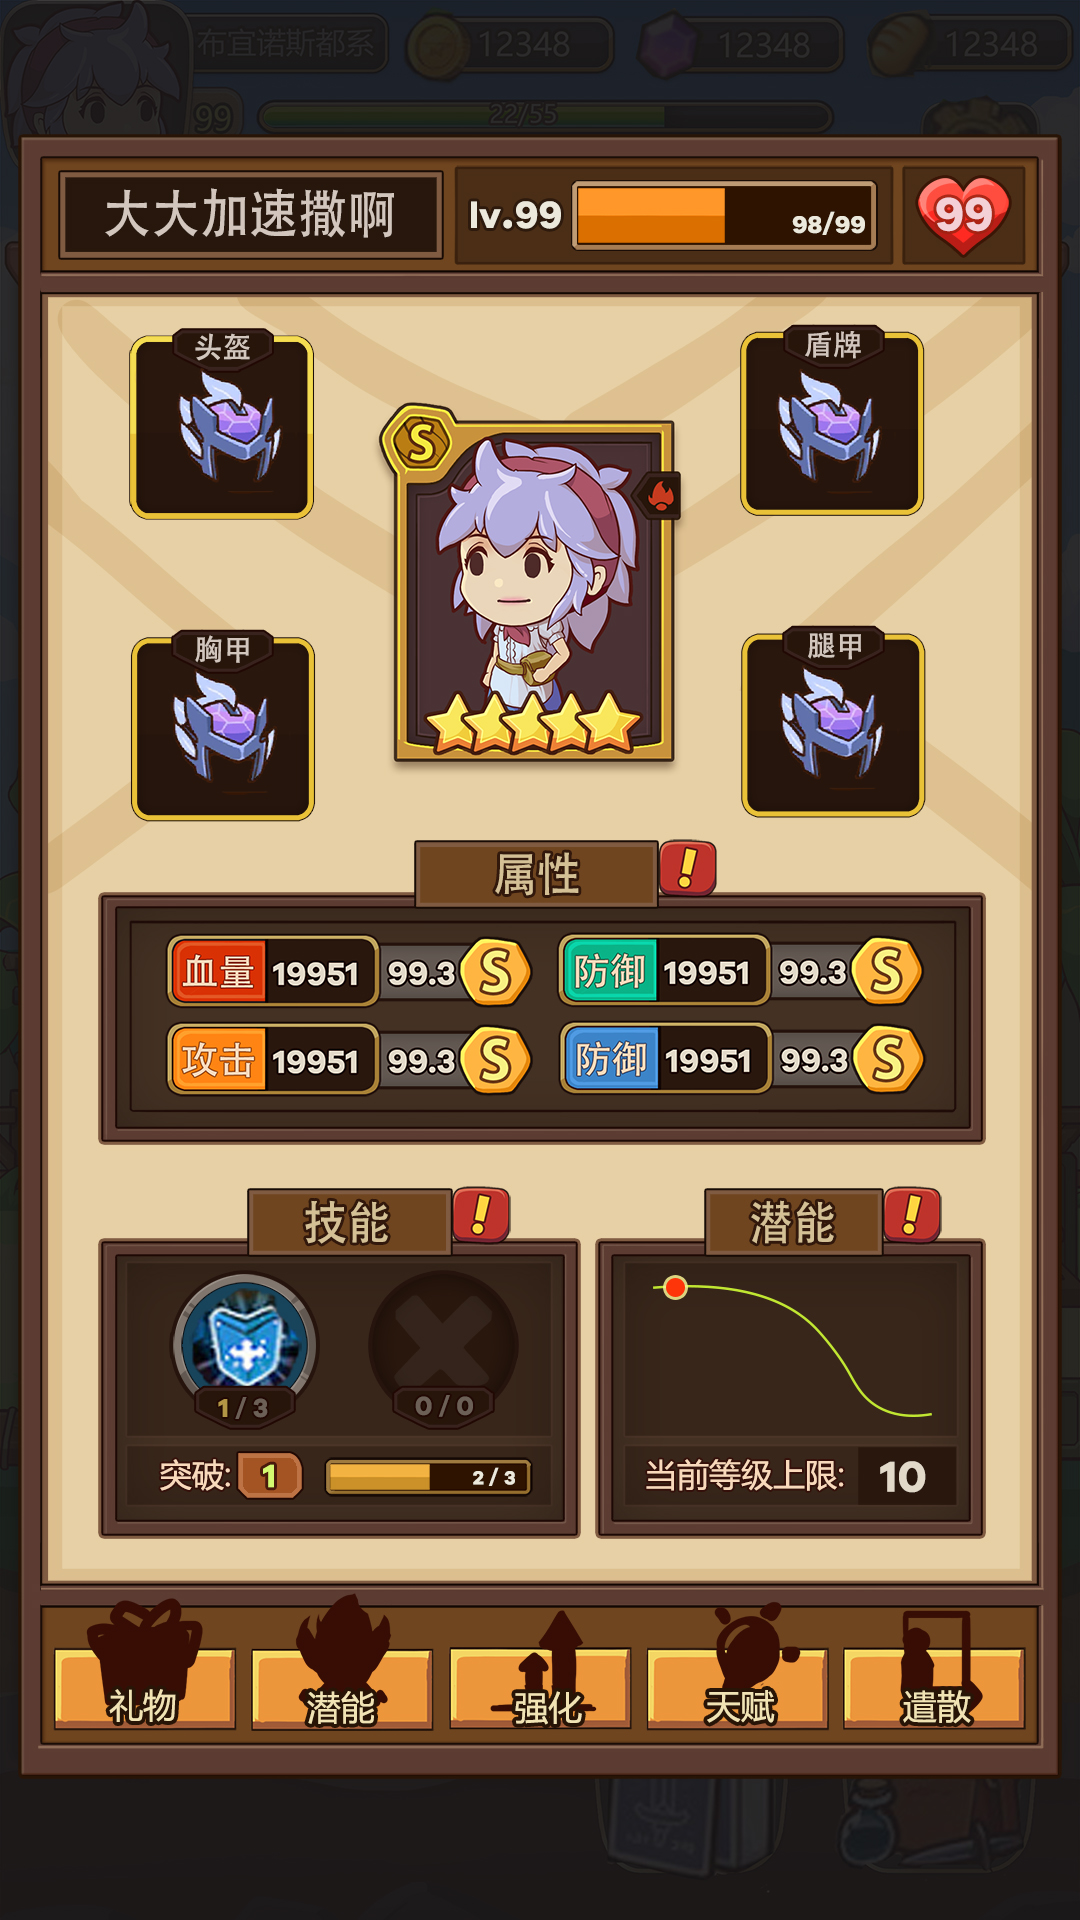 布宜诺斯都系 12348 12348 12348
99 22/55
大大加速撒啊 lv.99 98/99 99
头盔 盾牌
S
胸甲 腿甲
属性 !
血量 19951 99.3 S 防御 19951 99.3 S
攻击 19951 99.3 S 防御 19951 99.3 S
技能 ! 潜能 !
1/3 0/0
突破: 1 2/3 当前等级上限: 10
礼物 潜能 强化 天赋 遣散